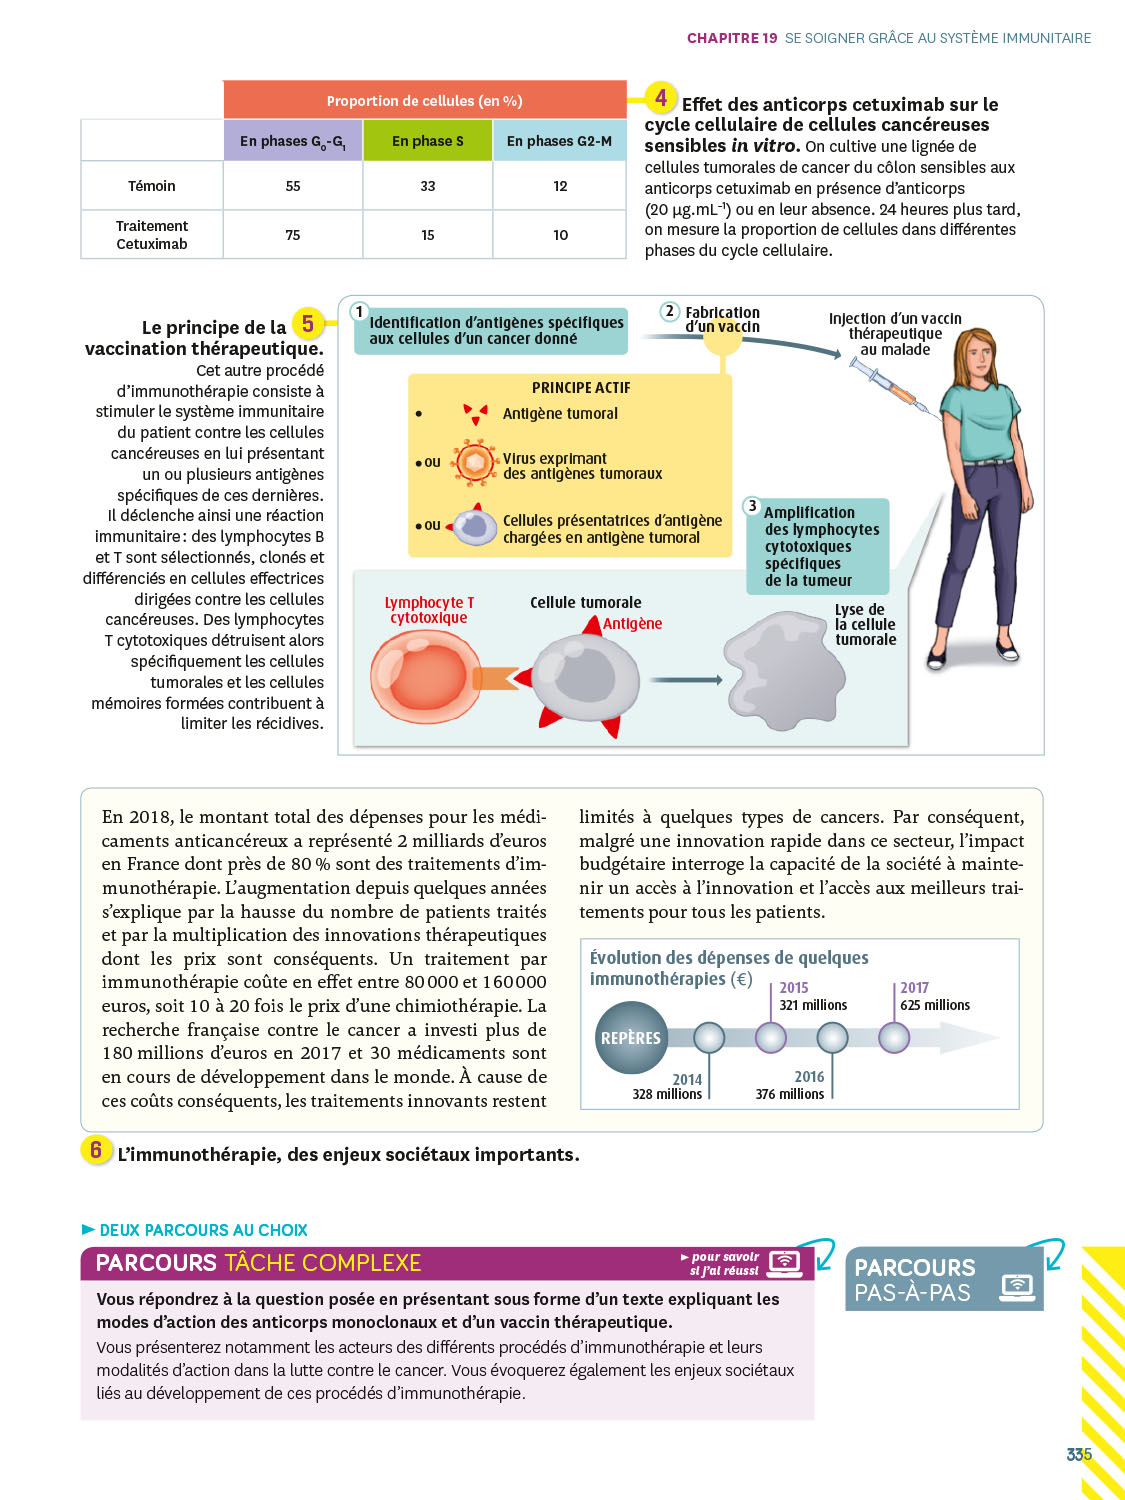 CHAPITRE 19 SE SOIGNER GRÂCE AU SYSTÈME IMMUNITAIRE
Proportion de cellules (en %)
En phases G0-G1 En phase S En phases G2-M
Témoin 55 33 12
Traitement
Cetuximab 75 15 10
4 Effet des anticorps cetuximab sur le
cycle cellulaire de cellules cancéreuses
sensibles in vitro. On cultive une lignée de
cellules tumorales de cancer du côlon sensibles aux
anticorps cetuximab en présence d’anticorps
(20 µg.mL⁻¹) ou en leur absence. 24 heures plus tard,
on mesure la proportion de cellules dans différentes
phases du cycle cellulaire.
Le principe de la 5
vaccination thérapeutique.
Cet autre procédé
d’immunothérapie consiste à
stimuler le système immunitaire
du patient contre les cellules
cancéreuses en lui présentant
un ou plusieurs antigènes
spécifiques de ces dernières.
Il déclenche ainsi une réaction
immunitaire : des lymphocytes B
et T sont sélectionnés, clonés et
différenciés en cellules effectrices
dirigées contre les cellules
cancéreuses. Des lymphocytes
T cytotoxiques détruisent alors
spécifiquement les cellules
tumorales et les cellules
mémoires formées contribuent à
limiter les récidives.
1 Identification d’antigènes spécifiques
aux cellules d’un cancer donné
2 Fabrication
d’un vaccin
Injection d’un vaccin
thérapeutique
au malade
PRINCIPE ACTIF
• Antigène tumoral
• OU Virus exprimant
des antigènes tumoraux
• OU Cellules présentatrices d’antigène
chargées en antigène tumoral
3 Amplification
des lymphocytes
cytotoxiques
spécifiques
de la tumeur
Lymphocyte T
cytotoxique
Cellule tumorale
Antigène
Lyse de
la cellule
tumorale
En 2018, le montant total des dépenses pour les médi-
caments anticancéreux a représenté 2 milliards d’euros
en France dont près de 80 % sont des traitements d’im-
munothérapie. L’augmentation depuis quelques années
s’explique par la hausse du nombre de patients traités
et par la multiplication des innovations thérapeutiques
dont les prix sont conséquents. Un traitement par
immunothérapie coûte en effet entre 80 000 et 160 000
euros, soit 10 à 20 fois le prix d’une chimiothérapie. La
recherche française contre le cancer a investi plus de
180 millions d’euros en 2017 et 30 médicaments sont
en cours de développement dans le monde. À cause de
ces coûts conséquents, les traitements innovants restent
limités à quelques types de cancers. Par conséquent,
malgré une innovation rapide dans ce secteur, l’impact
budgétaire interroge la capacité de la société à mainte-
nir un accès à l’innovation et l’accès aux meilleurs trai-
tements pour tous les patients.
Évolution des dépenses de quelques
immunothérapies (€)
REPÈRES
2014
328 millions
2015
321 millions
2016
376 millions
2017
625 millions
6 L’immunothérapie, des enjeux sociétaux importants.
► DEUX PARCOURS AU CHOIX
PARCOURS TÂCHE COMPLEXE
► pour savoir
si j’ai réussi
Vous répondrez à la question posée en présentant sous forme d’un texte expliquant les
modes d’action des anticorps monoclonaux et d’un vaccin thérapeutique.
Vous présenterez notamment les acteurs des différents procédés d’immunothérapie et leurs
modalités d’action dans la lutte contre le cancer. Vous évoquerez également les enjeux sociétaux
liés au développement de ces procédés d’immunothérapie.
PARCOURS
PAS-À-PAS
335